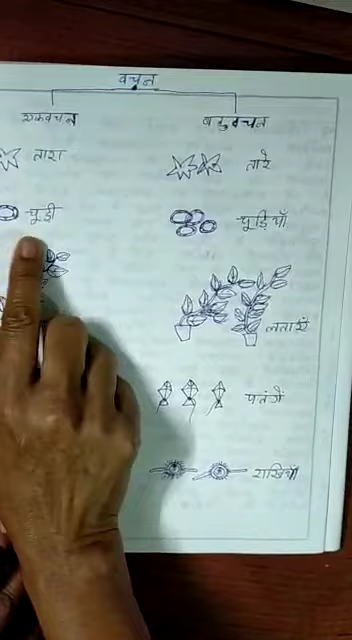 वचन
एकवचन बहुवचन
तारा तारे
चूड़ी चूड़ियाँ
लताएं
पतंगें
राखियाँ